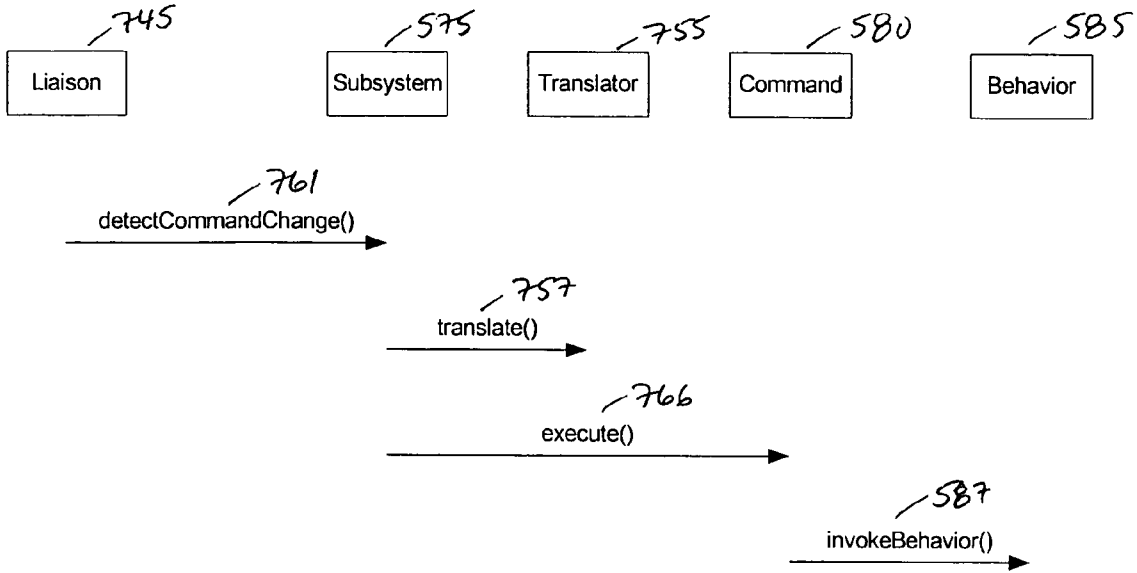 745 575 755 580 585
Liaison Subsystem Translator Command Behavior
761
detectCommandChange()
757
translate()
766
execute()
587
invokeBehavior()